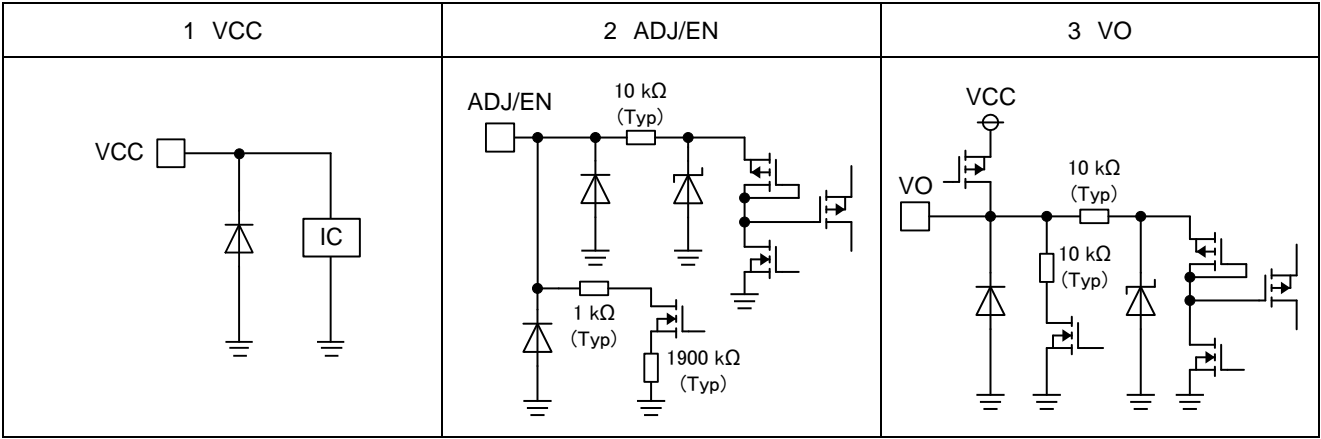 1 VCC
2 ADJ/EN
3 VO
VCC
IC
ADJ/EN
10 kΩ
(Typ)
1 kΩ
(Typ)
1900 kΩ
(Typ)
VCC
VO
10 kΩ
(Typ)
10 kΩ
(Typ)